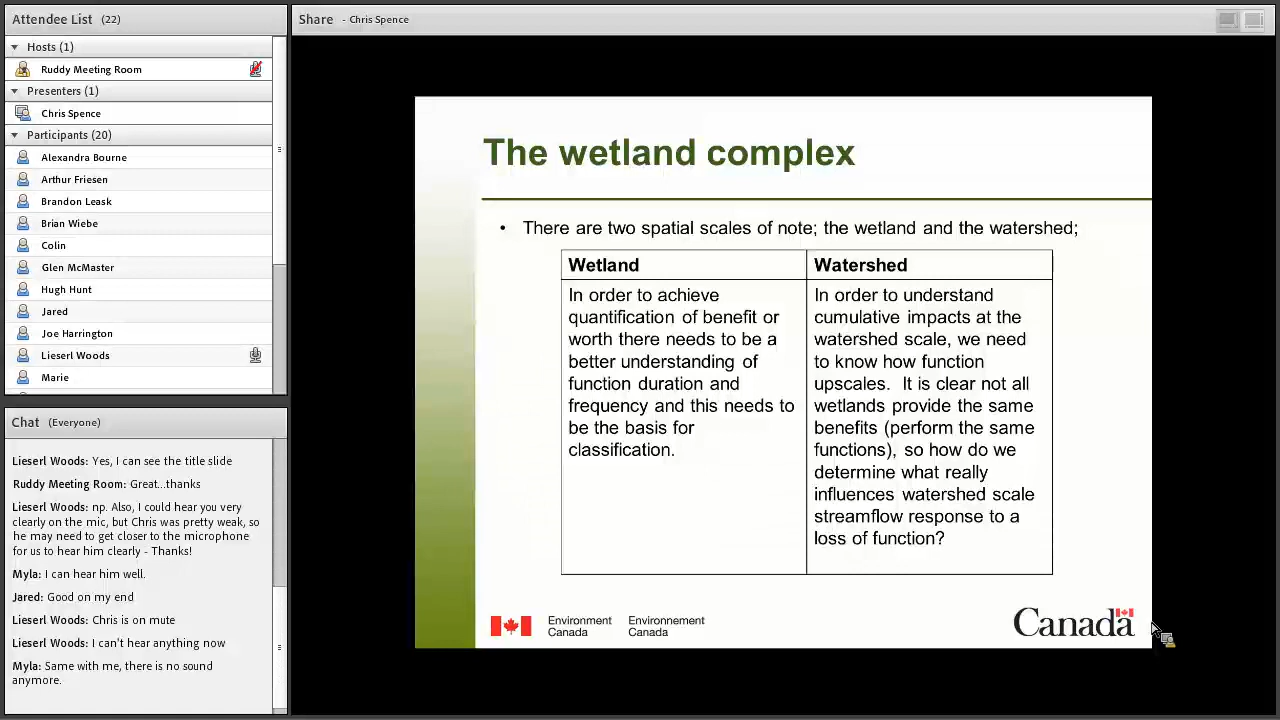 Attendee List (22)
Hosts (1)
Ruddy Meeting Room
Presenters (1)
Chris Spence
Participants (20)
Alexandra Bourne
Arthur Friesen
Brandon Leask
Brian Wiebe
Colin
Glen McMaster
Hugh Hunt
Jared
Joe Harrington
Lieserl Woods
Marie
Chat (Everyone)
Lieserl Woods: Yes, I can see the title slide
Ruddy Meeting Room: Great...thanks
Lieserl Woods: np. Also, I could hear you very
clearly on the mic, but Chris was pretty weak, so
he may need to get closer to the microphone
for us to hear him clearly - Thanks!
Myla: I can hear him well.
Jared: Good on my end
Lieserl Woods: Chris is on mute
Lieserl Woods: I can't hear anything now
Myla: Same with me, there is no sound
anymore.
Share - Chris Spence
The wetland complex
• There are two spatial scales of note; the wetland and the watershed;
Wetland
In order to achieve
quantification of benefit or
worth there needs to be a
better understanding of
function duration and
frequency and this needs to
be the basis for
classification.
Watershed
In order to understand
cumulative impacts at the
watershed scale, we need
to know how function
upscales. It is clear not all
wetlands provide the same
benefits (perform the same
functions), so how do we
determine what really
influences watershed scale
streamflow response to a
loss of function?
Environment
Canada
Environnement
Canada
Canada